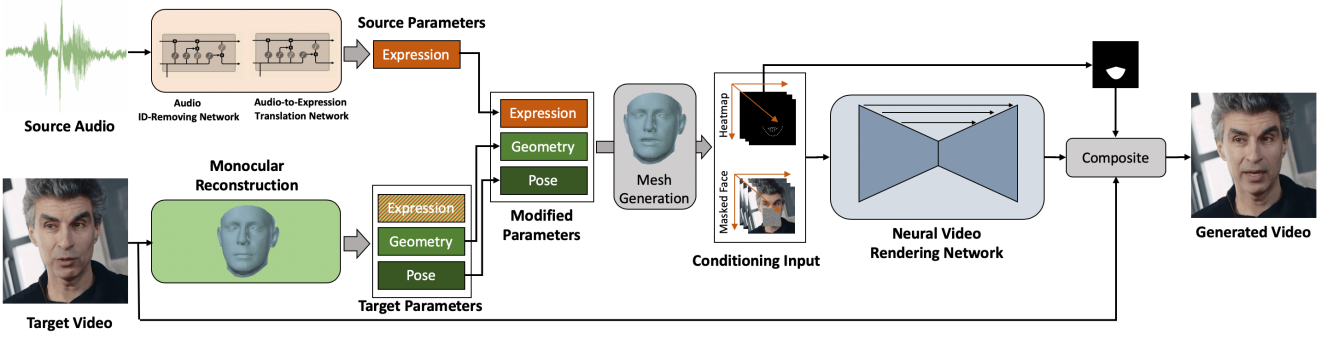 Source Parameters
Expression
Audio
ID-Removing Network
Audio-to-Expression
Translation Network
Source Audio
Monocular
Reconstruction
Target Video
Expression
Geometry
Pose
Target Parameters
Expression
Geometry
Pose
Modified
Parameters
Mesh
Generation
Heatmap
Masked Face
Conditioning Input
Neural Video
Rendering Network
Composite
Generated Video